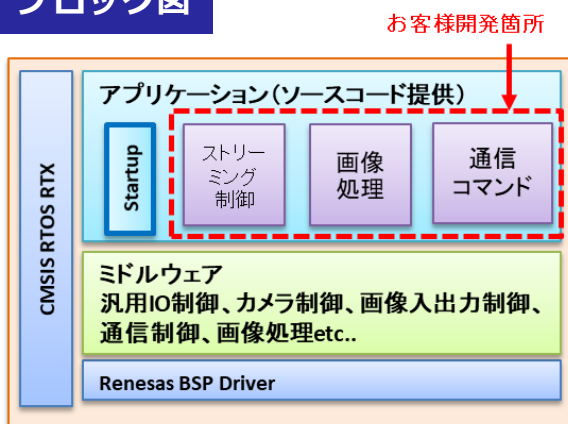 ブロック図
お客様開発箇所
CMSIS RTOS RTX
アプリケーション(ソースコード提供)
Startup
ストリー
ミング
制御
画像
処理
通信
コマンド
ミドルウェア
汎用IO制御、カメラ制御、画像入出力制御、
通信制御、画像処理etc..
Renesas BSP Driver